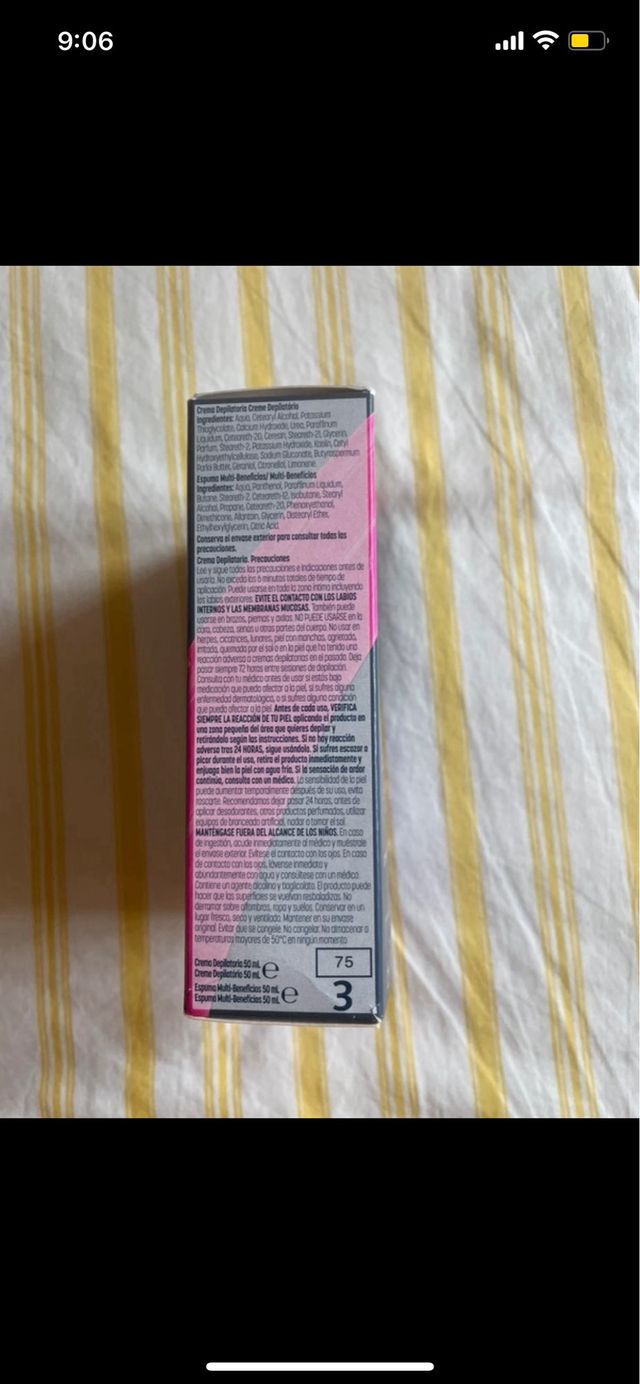 9:06
Crema Depilatoria Creme Depilatório
Ingredientes: Aqua, Cetearyl Alcohol, Potassium
Thioglycolate, Calcium Hydroxide, Urea, Paraffinum
Liquidum, Ceteareth-20, Ceresin, Steareth-21, Glycerin,
Parfum, Steareth-2, Potassium Hydroxide, Kaolin, Cetyl
Hydroxyethylcellulose, Sodium Gluconate, Butyrospermum
Parkii Butter, Geraniol, Citronellol, Limonene.
Espuma Multi-Beneficios/ Multi-Benefícios
Ingredientes: Aqua, Panthenol, Paraffinum Liquidum,
Butane, Steareth-2, Ceteareth-12, Isobutane, Stearyl
Alcohol, Propane, Ceteareth-20, Phenoxyethanol,
Dimethicone, Allantoin, Glycerin, Distearyl Ether,
Ethylhexylglycerin, Citric Acid.
Conserva el envase exterior para consultar todas las
precauciones.
Crema Depilatoria. Precauciones
Lee y sigue todas las precauciones e indicaciones antes de
usarla. No exceda los 6 minutos totales de tiempo de
aplicación. Puede usarse en toda la zona íntima incluyendo
los labios exteriores. EVITE EL CONTACTO CON LOS LABIOS
INTERNOS Y LAS MEMBRANAS MUCOSAS. También puede
usarse en brazos, piernas y axilas. NO PUEDE USARSE en la
cara, cabeza, senos u otras partes del cuerpo. No usar en
herpes, cicatrices, lunares, piel con manchas, agrietada,
irritada, quemada por el sol o en la piel que ha tenido una
reacción adversa a cremas depilatorias en el pasado. Deja
pasar siempre 72 horas entre sesiones de depilación.
Consulta con tu médico antes de usar si estás bajo
medicación que pueda afectar a la piel, si sufres alguna
enfermedad dermatológica, o si sufres alguna condición
que pueda afectar a la piel. Antes de cada uso, VERIFICA
SIEMPRE LA REACCIÓN DE TU PIEL aplicando el producto en
una zona pequeña del área que quieres depilar y
retirándolo según las instrucciones. Si no hay reacción
adversa tras 24 HORAS, sigue usándolo. Si sufres escozor o
picor durante el uso, retira el producto inmediatamente y
enjuaga bien la piel con agua fría. Si la sensación de ardor
continúa, consulta con un médico. La sensibilidad de la piel
puede aumentar temporalmente después de su uso, evita
rascarte. Recomendamos dejar pasar 24 horas, antes de
aplicar desodorantes, otros productos perfumados, utilizar
equipos de bronceado artificial, nadar o tomar el sol.
MANTÉNGASE FUERA DEL ALCANCE DE LOS NIÑOS. En caso
de ingestión, acude inmediatamente al médico y muéstrale
el envase exterior. Evítese el contacto con los ojos. En caso
de contacto con los ojos, lávense inmediata y
abundantemente con agua y consúltese con un médico.
Contiene un agente alcalino y tioglicolato. El producto puede
hacer que las superficies se vuelvan resbaladizas. No
derramar sobre alfombras, ropa y suelos. Conservar en un
lugar fresco, seco y ventilado. Mantener en su envase
original. Evitar que se congele. No congelar. No almacenar a
temperaturas mayores de 50°C en ningún momento.
Crema Depilatoria 50 mL
Creme Depilatório 50 mL e
Espuma Multi-Beneficios 50 mL
Espuma Multi-Benefícios 50 mL e
75
3